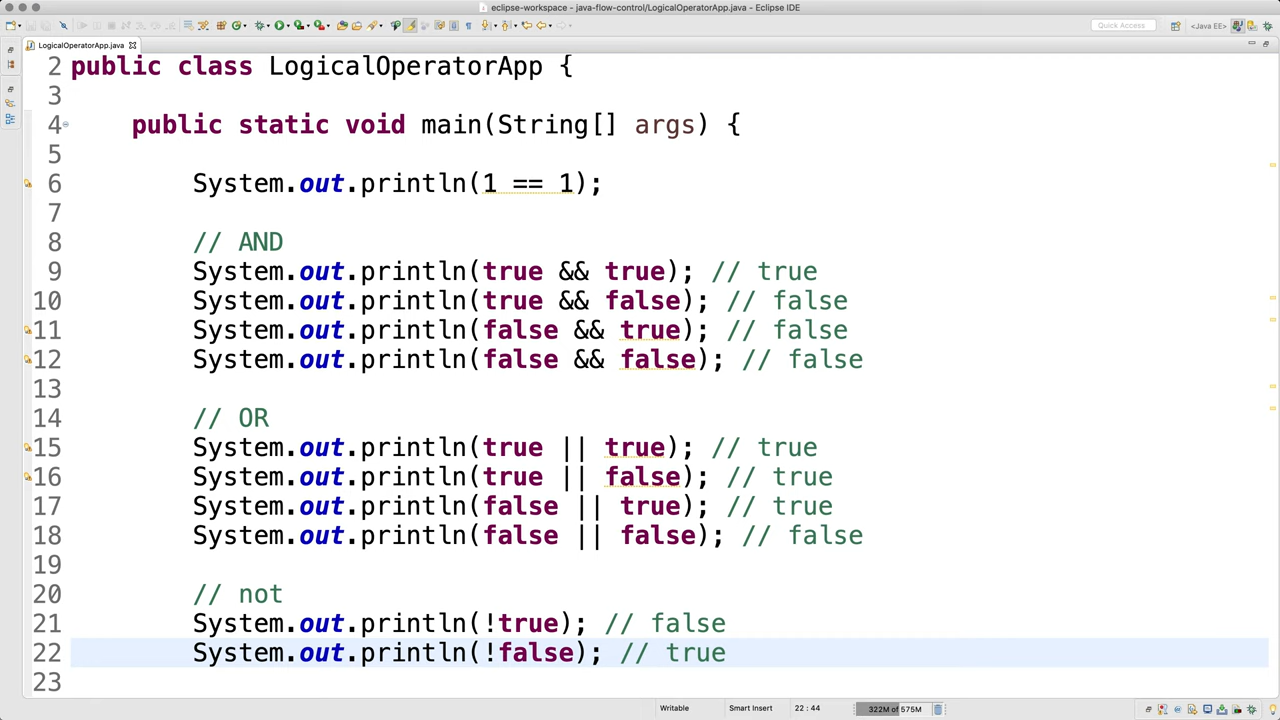 eclipse-workspace - java-flow-control/LogicalOperatorApp.java - Eclipse IDE
Quick Access
<Java EE>
LogicalOperatorApp.java
2 public class LogicalOperatorApp {
3
4 public static void main(String[] args) {
5
6 System.out.println(1 == 1);
7
8 // AND
9 System.out.println(true && true); // true
10 System.out.println(true && false); // false
11 System.out.println(false && true); // false
12 System.out.println(false && false); // false
13
14 // OR
15 System.out.println(true || true); // true
16 System.out.println(true || false); // true
17 System.out.println(false || true); // true
18 System.out.println(false || false); // false
19
20 // not
21 System.out.println(!true); // false
22 System.out.println(!false); // true
23
Writable
Smart Insert
22 : 44
322M of 575M